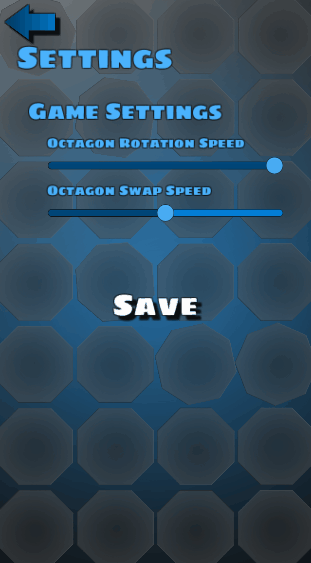 Settings
Game Settings
Octagon Rotation Speed
Octagon Swap Speed
Save